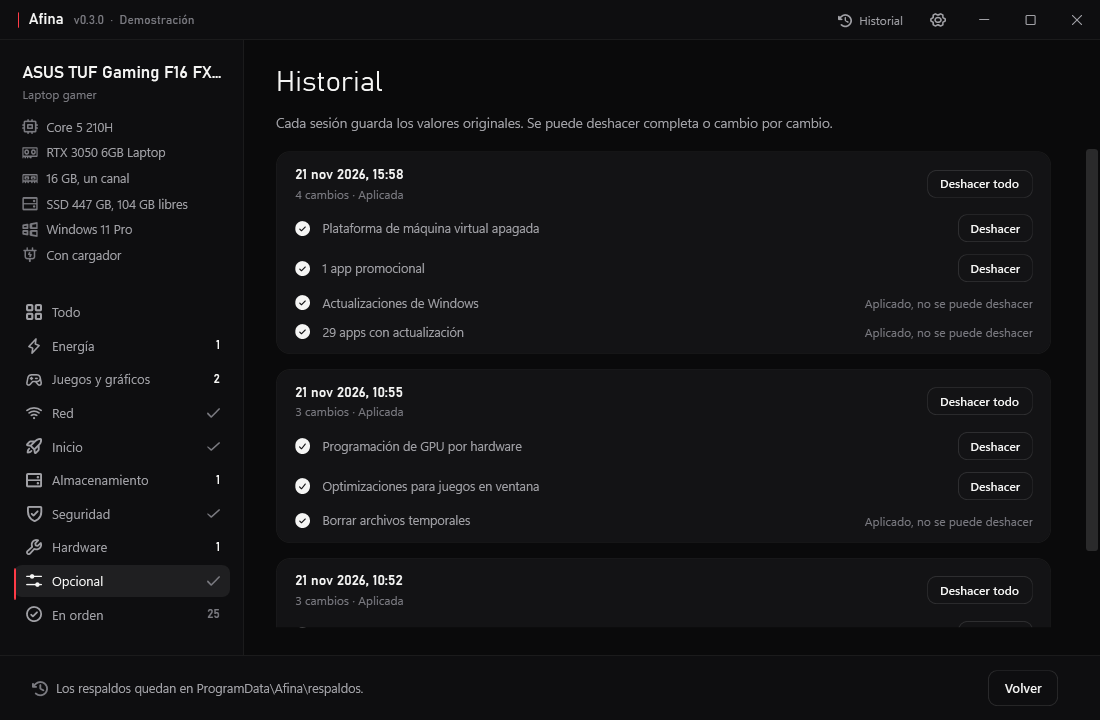 Afina v0.3.0 · Demostración
Historial
ASUS TUF Gaming F16 FX...
Laptop gamer
Core 5 210H
RTX 3050 6GB Laptop
16 GB, un canal
SSD 447 GB, 104 GB libres
Windows 11 Pro
Con cargador
Todo
Energía 1
Juegos y gráficos 2
Red
Inicio
Almacenamiento 1
Seguridad
Hardware 1
Opcional
En orden 25
Historial
Cada sesión guarda los valores originales. Se puede deshacer completa o cambio por cambio.
21 nov 2026, 15:58
4 cambios · Aplicada
Deshacer todo
Plataforma de máquina virtual apagada Deshacer
1 app promocional Deshacer
Actualizaciones de Windows Aplicado, no se puede deshacer
29 apps con actualización Aplicado, no se puede deshacer
21 nov 2026, 10:55
3 cambios · Aplicada
Deshacer todo
Programación de GPU por hardware Deshacer
Optimizaciones para juegos en ventana Deshacer
Borrar archivos temporales Aplicado, no se puede deshacer
21 nov 2026, 10:52
3 cambios · Aplicada
Deshacer todo
Los respaldos quedan en ProgramData\Afina\respaldos.
Volver